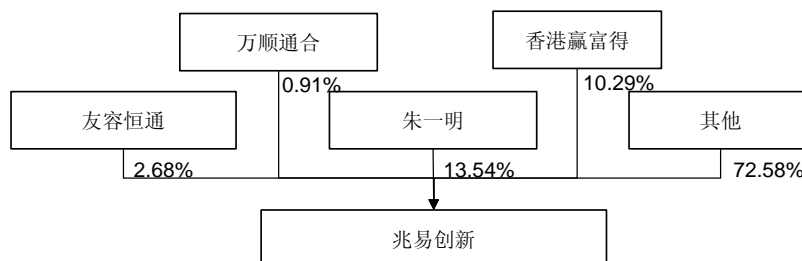 万顺通合
香港赢富得
0.91%
10.29%
友容恒通
朱一明
其他
2.68%
13.54%
72.58%
兆易创新